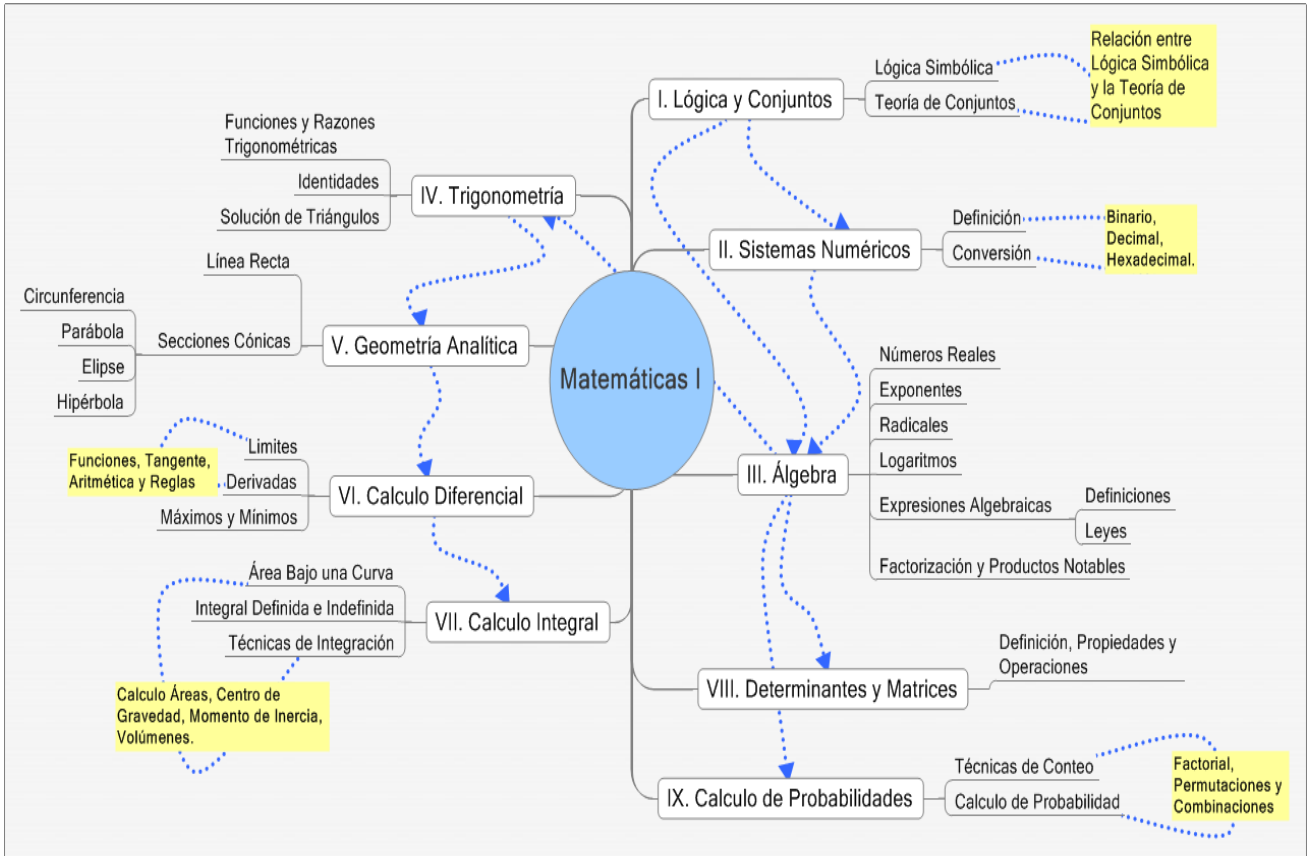 Matemáticas I
I. Lógica y Conjuntos
Lógica Simbólica
Teoría de Conjuntos
Relación entre
Lógica Simbólica
y la Teoría de
Conjuntos
II. Sistemas Numéricos
Definición
Conversión
Binario,
Decimal,
Hexadecimal.
III. Álgebra
Números Reales
Exponentes
Radicales
Logaritmos
Expresiones Algebraicas
Definiciones
Leyes
Factorización y Productos Notables
IV. Trigonometría
Funciones y Razones
Trigonométricas
Identidades
Solución de Triángulos
V. Geometría Analítica
Línea Recta
Secciones Cónicas
Circunferencia
Parábola
Elipse
Hipérbola
VI. Calculo Diferencial
Limites
Derivadas
Máximos y Mínimos
Funciones, Tangente,
Aritmética y Reglas
VII. Calculo Integral
Área Bajo una Curva
Integral Definida e Indefinida
Técnicas de Integración
Calculo Áreas, Centro de
Gravedad, Momento de Inercia,
Volúmenes.
VIII. Determinantes y Matrices
Definición, Propiedades y
Operaciones
IX. Calculo de Probabilidades
Técnicas de Conteo
Calculo de Probabilidad
Factorial,
Permutaciones y
Combinaciones